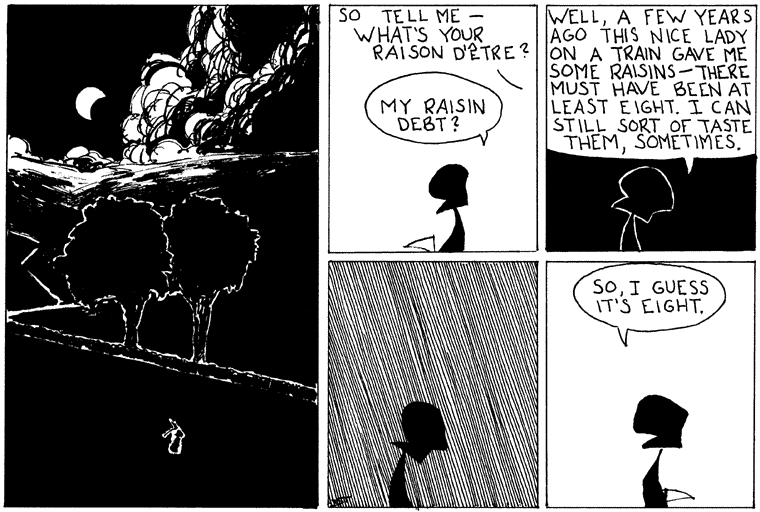 SO TELL ME —
WHAT'S YOUR
RAISON D'ÊTRE?
MY RAISIN
DEBT?
WELL, A FEW YEARS
AGO THIS NICE LADY
ON A TRAIN GAVE ME
SOME RAISINS — THERE
MUST HAVE BEEN AT
LEAST EIGHT. I CAN
STILL SORT OF TASTE
THEM, SOMETIMES.
SO, I GUESS
IT'S EIGHT.